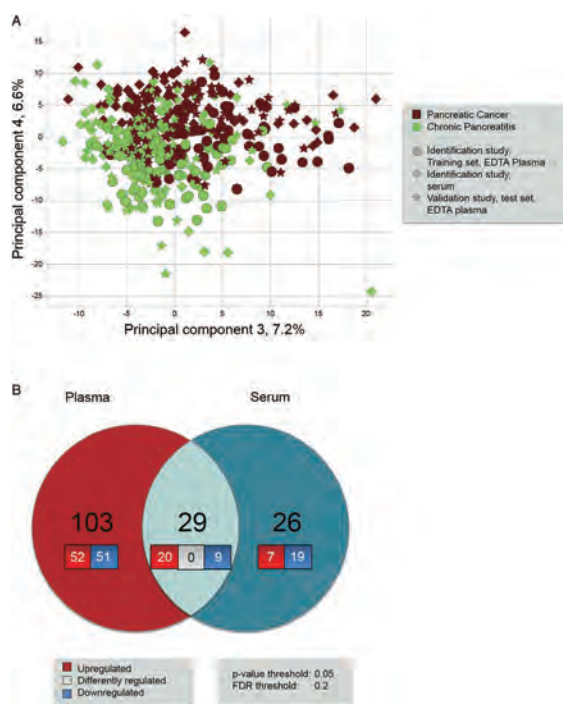 A
Principal component 4, 6.6%
15
10
5
0
-5
-10
-15
-20
-25
-10
-5
0
5
10
15
20
Principal component 3, 7.2%
Pancreatic Cancer
Chronic Pancreatitis
Identification study,
Training set, EDTA Plasma
Identification study,
serum
Validation study, test set,
EDTA plasma
B
Plasma
Serum
103
29
26
52 51
20 0 9
7 19
Upregulated
Differently regulated
Downregulated
p-value threshold: 0.05
FDR threshold: 0.2